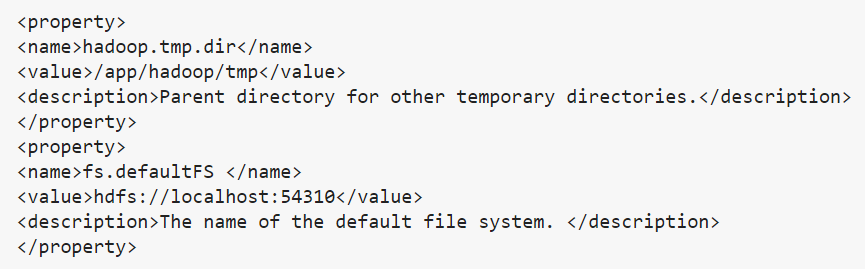 <property>
<name>hadoop.tmp.dir</name>
<value>/app/hadoop/tmp</value>
<description>Parent directory for other temporary directories.</description>
</property>
<property>
<name>fs.defaultFS </name>
<value>hdfs://localhost:54310</value>
<description>The name of the default file system. </description>
</property>